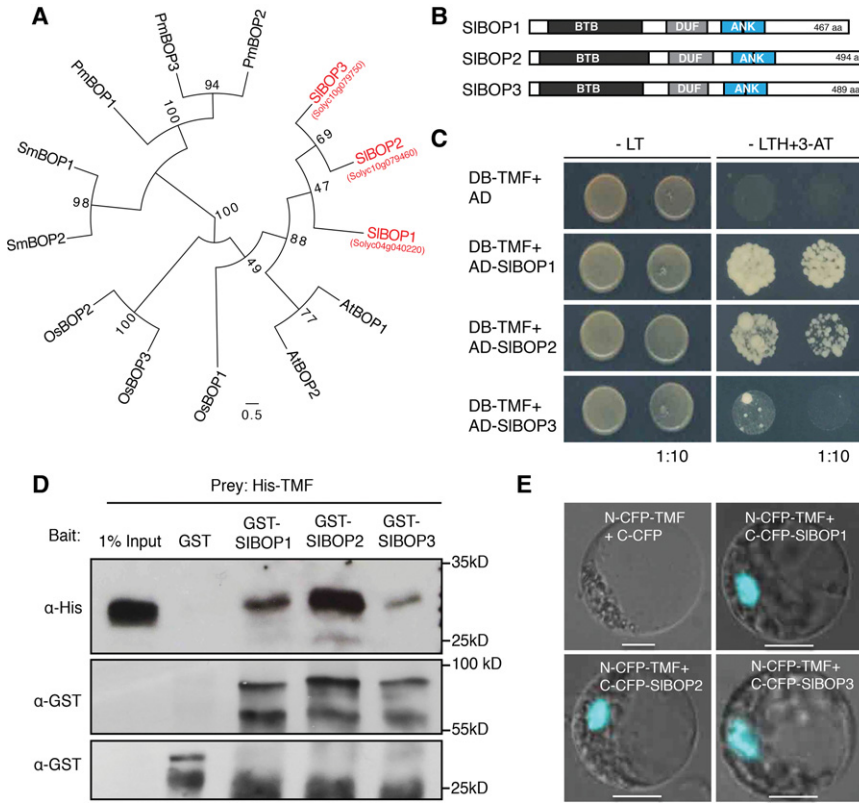 A
PmBOP1
PmBOP3
PmBOP2
94
100
SlBOP3
(Solyc10g079750)
69
SlBOP2
(Solyc10g079460)
47
SlBOP1
(Solyc04g040220)
SmBOP1
98
SmBOP2
100
88
49
OsBOP2
100
OsBOP3
OsBOP1
AtBOP2
77
AtBOP1
0.5
B
SlBOP1 BTB DUF ANK 467 aa
SlBOP2 BTB DUF ANK 494 aa
SlBOP3 BTB DUF ANK 489 aa
C
- LT - LTH+3-AT
DB-TMF+
AD
DB-TMF+
AD-SlBOP1
DB-TMF+
AD-SlBOP2
DB-TMF+
AD-SlBOP3
1:10 1:10
D
Prey: His-TMF
Bait: 1% Input GST GST-SlBOP1 GST-SlBOP2 GST-SlBOP3
35kD
α-His
25kD
100 kD
α-GST
55kD
α-GST
25kD
E
N-CFP-TMF
+ C-CFP
N-CFP-TMF+
C-CFP-SlBOP1
N-CFP-TMF+
C-CFP-SlBOP2
N-CFP-TMF+
C-CFP-SlBOP3